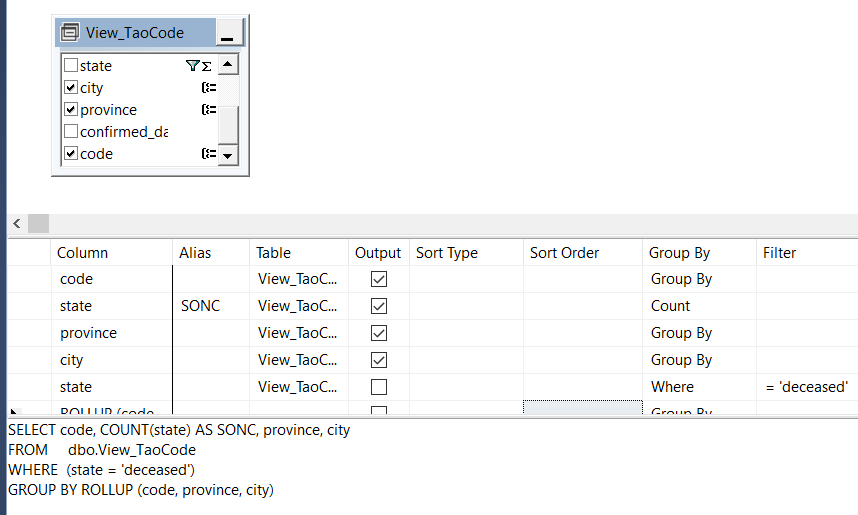 View_TaoCode
state
city
province
confirmed_da
code
Column Alias Table Output Sort Type Sort Order Group By Filter
code View_TaoC... Group By
state SONC View_TaoC... Count
province View_TaoC... Group By
city View_TaoC... Group By
state View_TaoC... Where = 'deceased'
ROLLUP (code, Group By
SELECT code, COUNT(state) AS SONC, province, city
FROM dbo.View_TaoCode
WHERE (state = 'deceased')
GROUP BY ROLLUP (code, province, city)